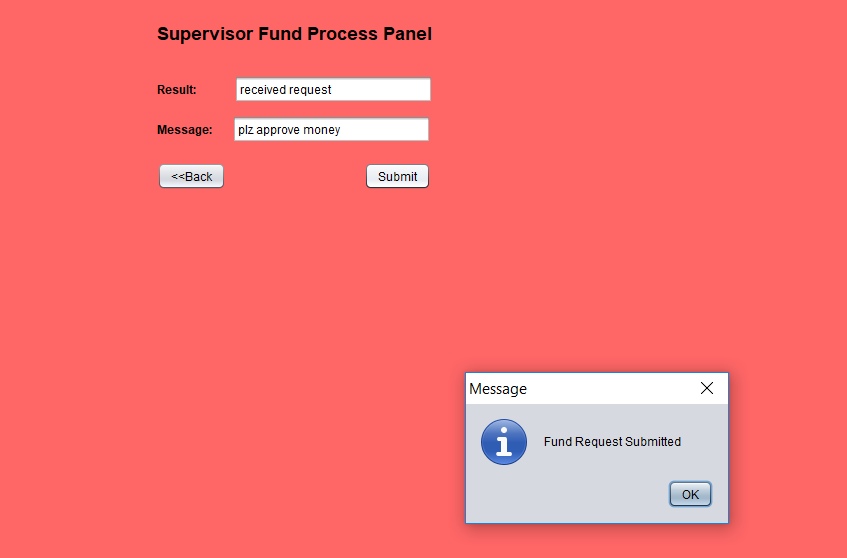 Supervisor Fund Process Panel
Result: received request
Message: plz approve money
<<Back Submit
Message
Fund Request Submitted
OK